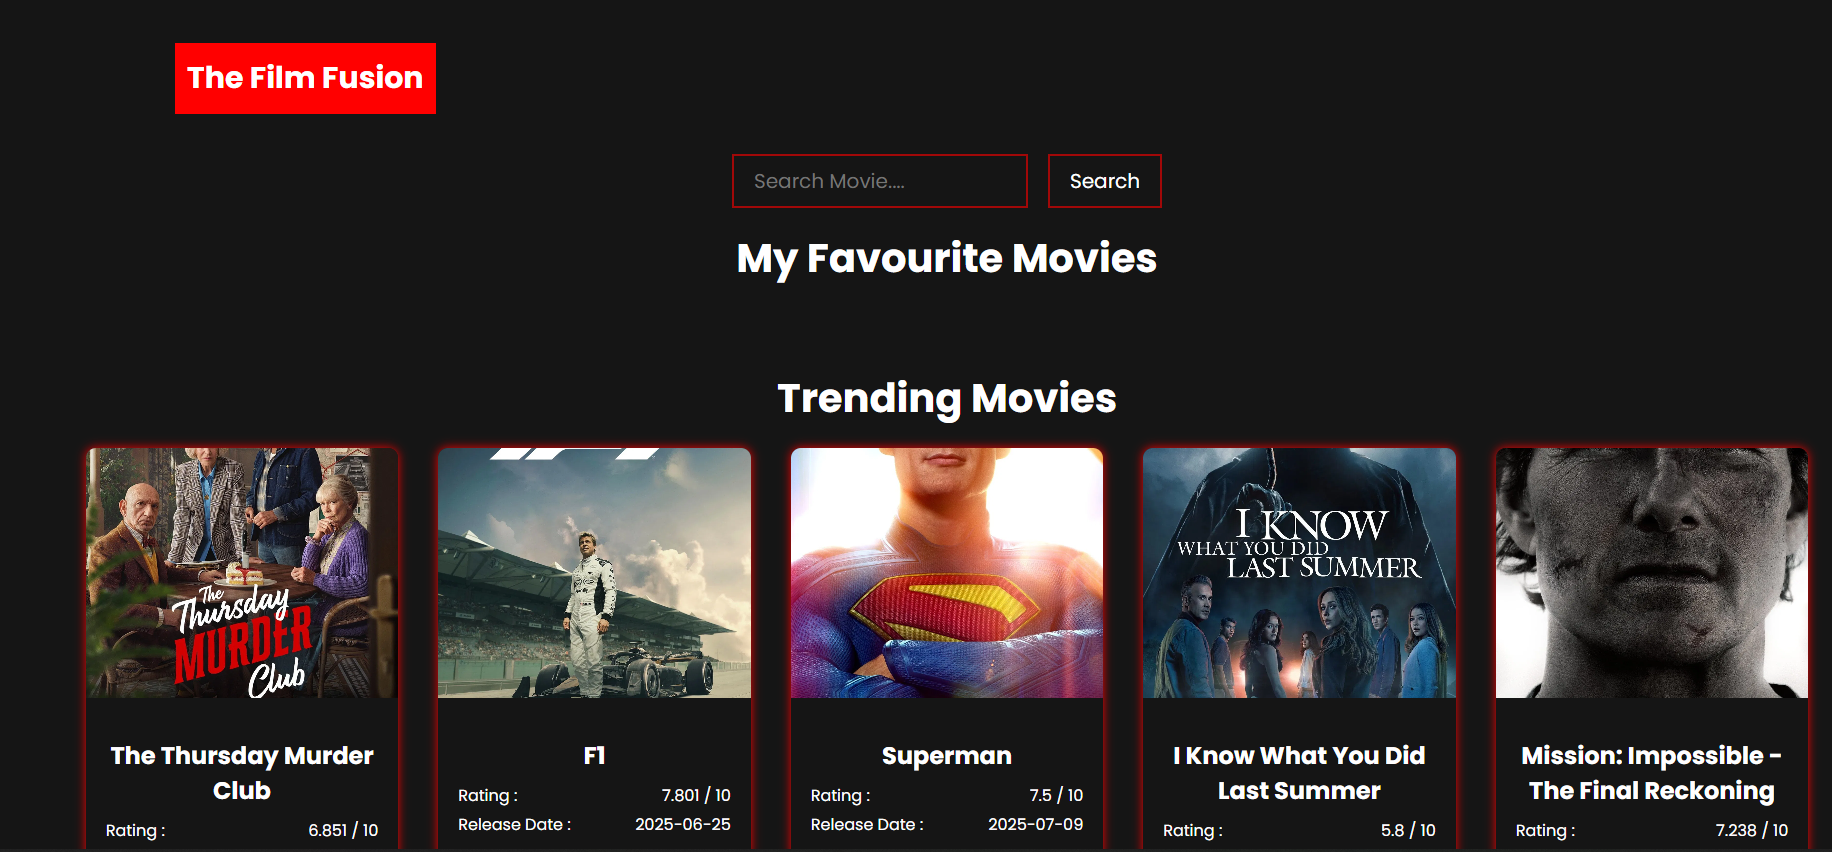 The Film Fusion
Search Movie....
Search
My Favourite Movies
Trending Movies
The
Thursday
MURDER
Club
I KNOW
WHAT YOU DID
LAST SUMMER
The Thursday Murder
Club
Rating :
6.851 / 10
F1
Rating :
7.801 / 10
Release Date :
2025-06-25
Superman
Rating :
7.5 / 10
Release Date :
2025-07-09
I Know What You Did
Last Summer
Rating :
5.8 / 10
Mission: Impossible -
The Final Reckoning
Rating :
7.238 / 10